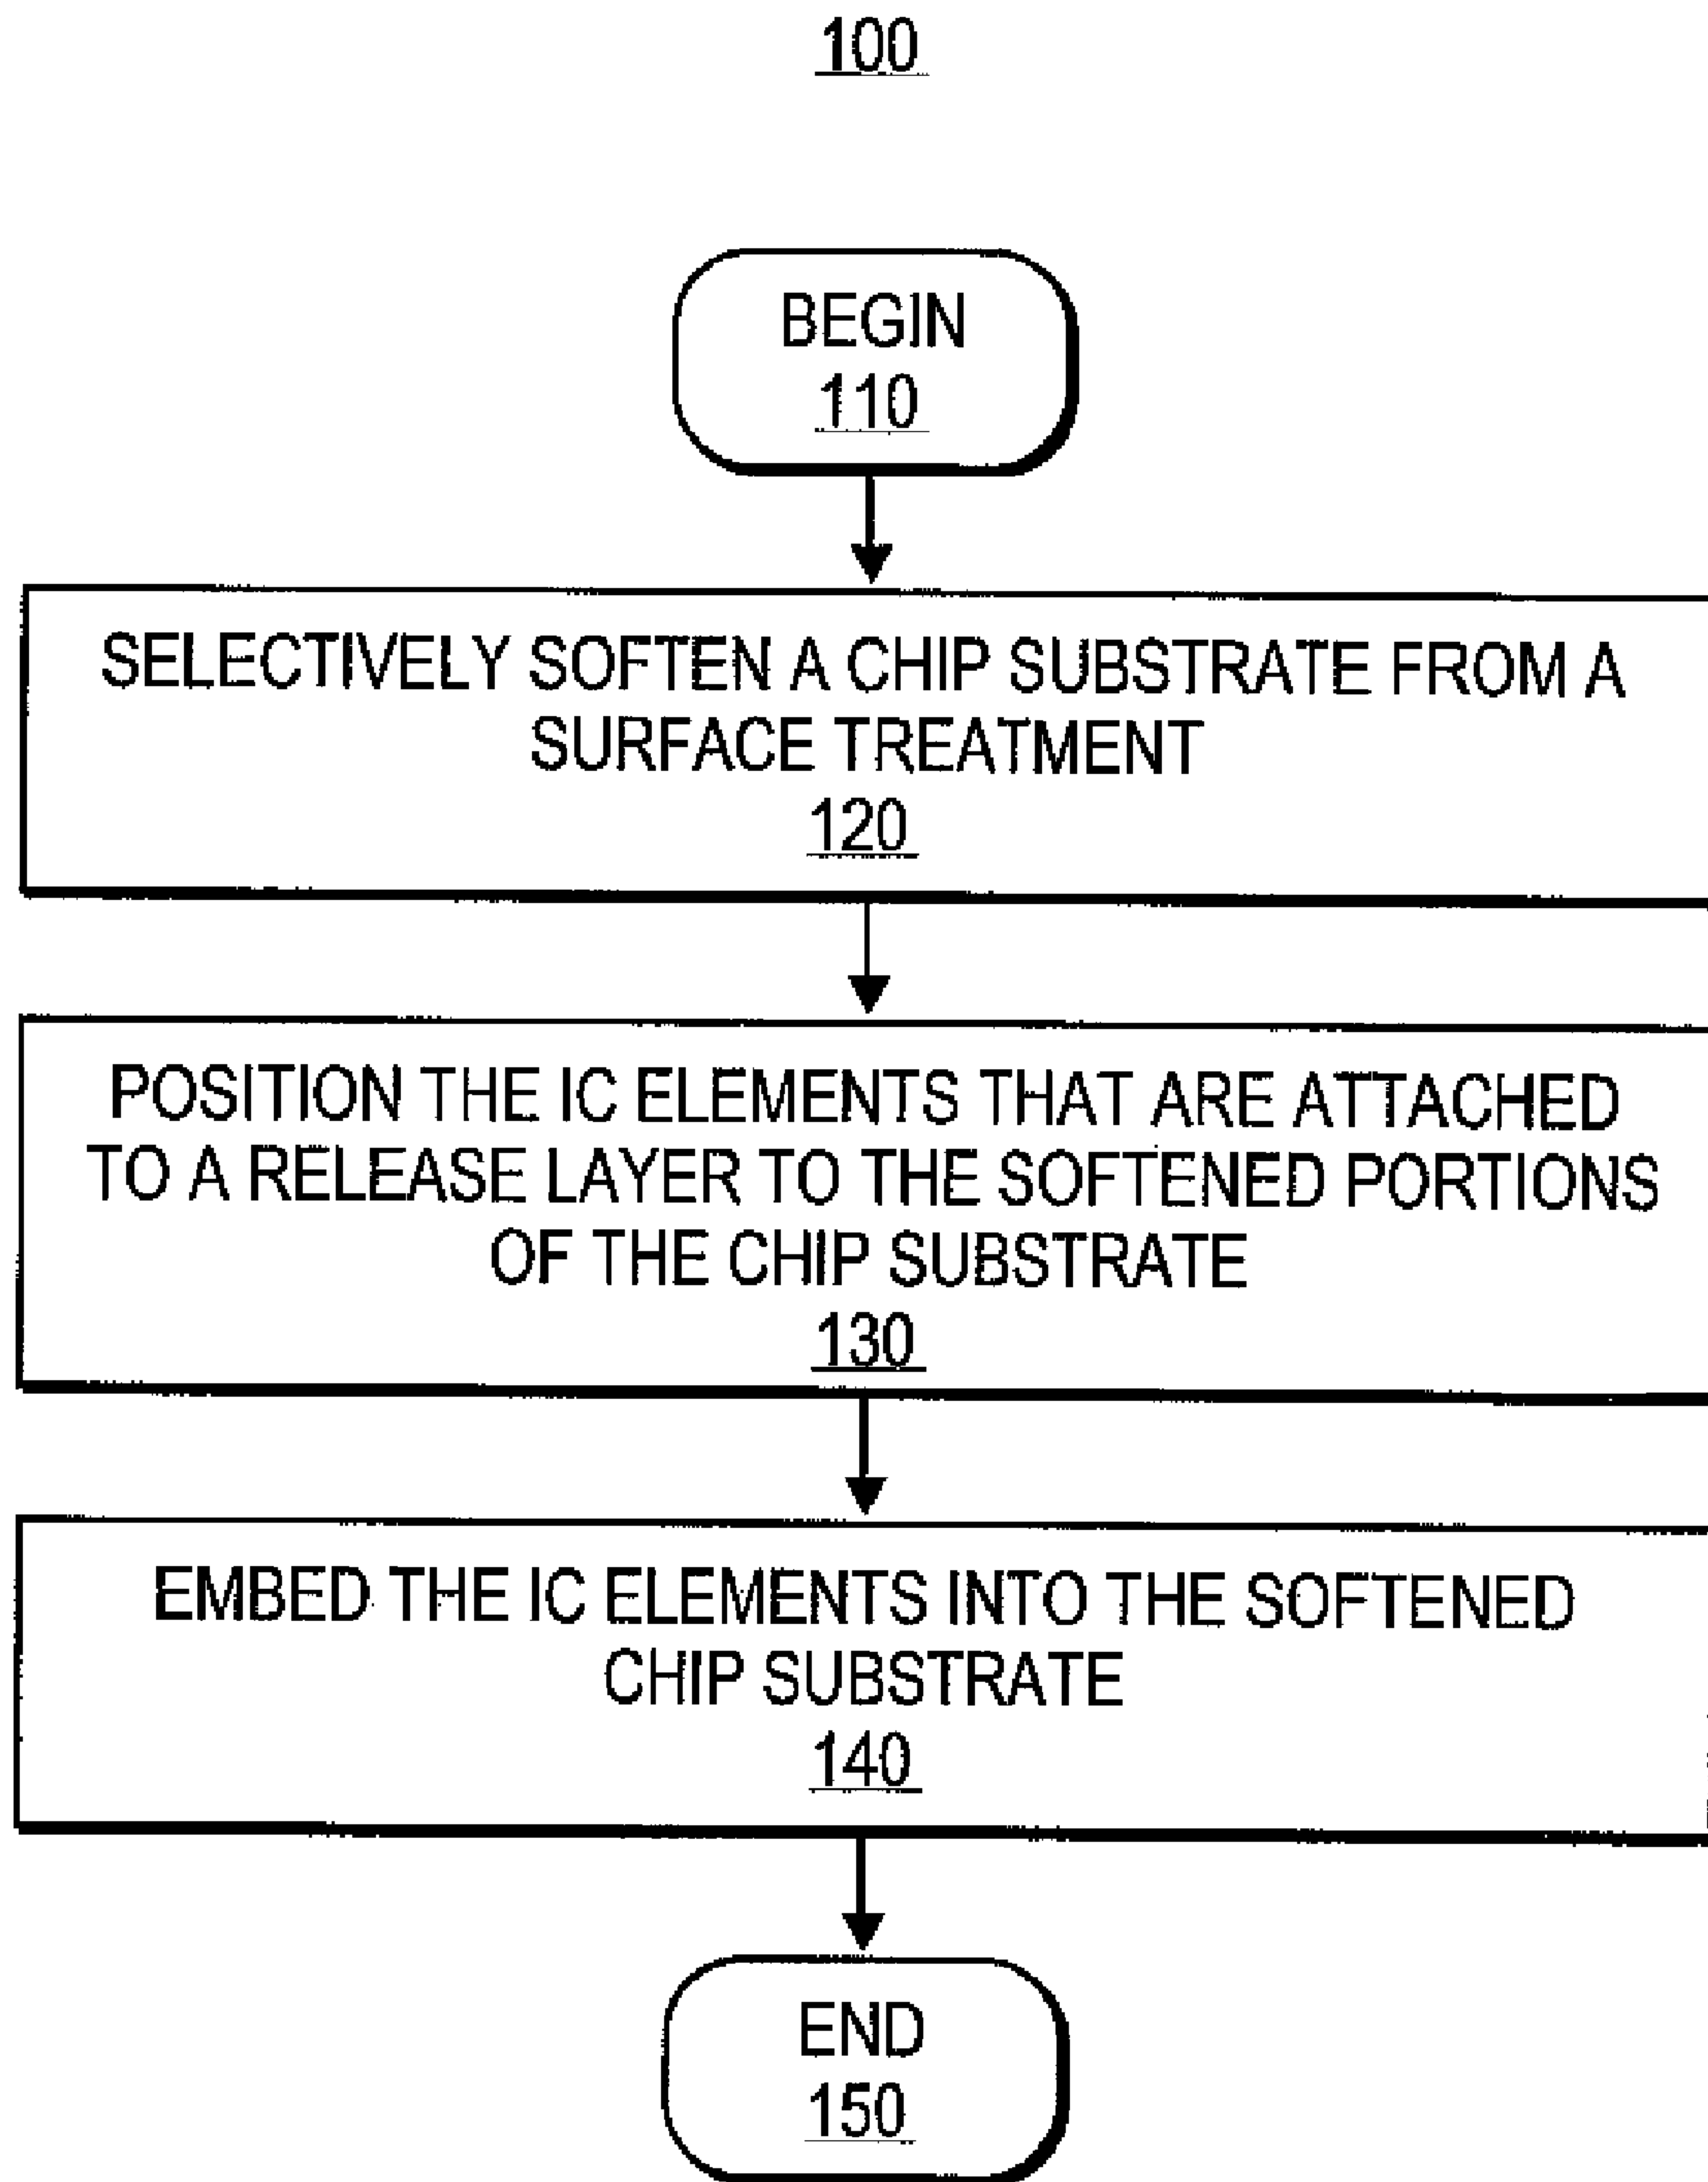 100
BEGIN
110
SELECTIVELY SOFTEN A CHIP SUBSTRATE FROM A
SURFACE TREATMENT
120
POSITION THE IC ELEMENTS THAT ARE ATTACHED
TO A RELEASE LAYER TO THE SOFTENED PORTIONS
OF THE CHIP SUBSTRATE
130
EMBED THE IC ELEMENTS INTO THE SOFTENED
CHIP SUBSTRATE
140
END
150